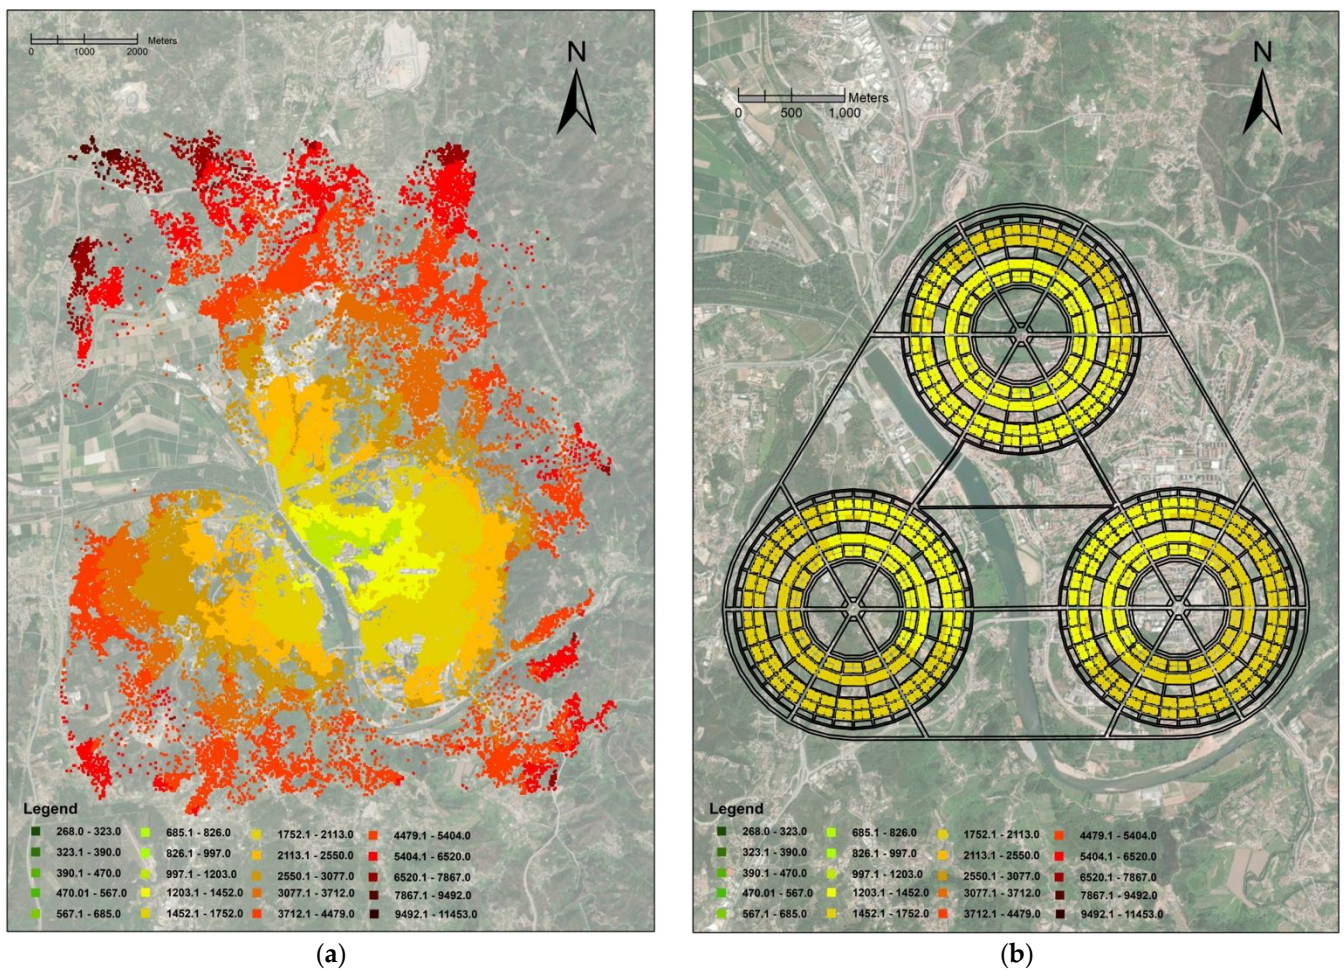 Meters
0 1000 2000
N
Legend
268.0 - 323.0 685.1 - 826.0 1752.1 - 2113.0 4479.1 - 5404.0
323.1 - 390.0 826.1 - 997.0 2113.1 - 2550.0 5404.1 - 6520.0
390.1 - 470.0 997.1 - 1203.0 2550.1 - 3077.0 6520.1 - 7867.0
470.01 - 567.0 1203.1 - 1452.0 3077.1 - 3712.0 7867.1 - 9492.0
567.1 - 685.0 1452.1 - 1752.0 3712.1 - 4479.0 9492.1 - 11453.0
(a)
N
Meters
0 500 1,000
Legend
268.0 - 323.0 685.1 - 826.0 1752.1 - 2113.0 4479.1 - 5404.0
323.1 - 390.0 826.1 - 997.0 2113.1 - 2550.0 5404.1 - 6520.0
390.1 - 470.0 997.1 - 1203.0 2550.1 - 3077.0 6520.1 - 7867.0
470.01 - 567.0 1203.1 - 1452.0 3077.1 - 3712.0 7867.1 - 9492.0
567.1 - 685.0 1452.1 - 1752.0 3712.1 - 4479.0 9492.1 - 11453.0
(b)